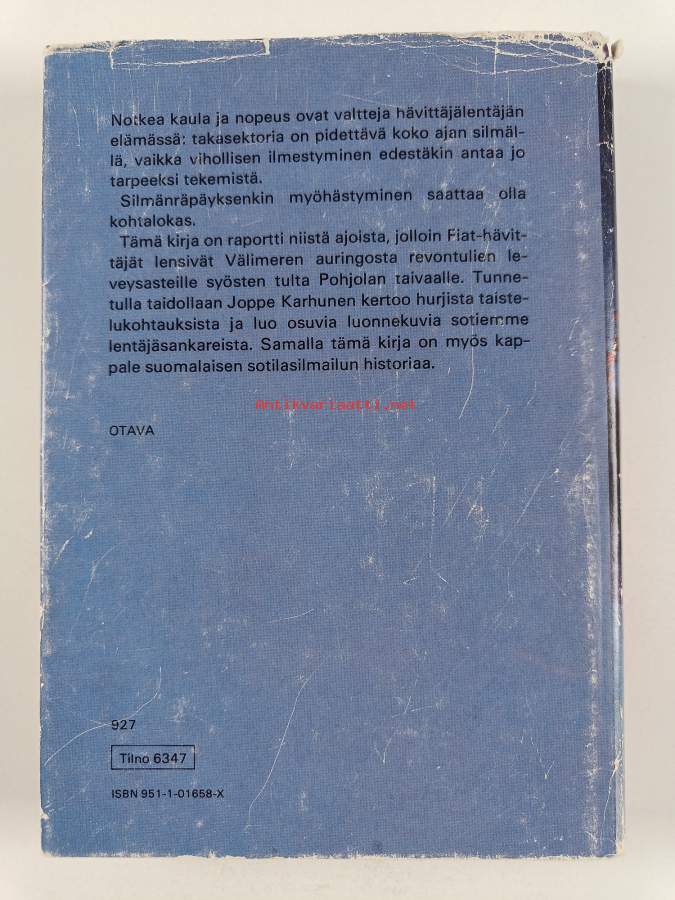 Notkea kaula ja nopeus ovat valtteja hävittäjälentäjän
elämässä: takasektoria on pidettävä koko ajan silmäl-
lä, vaikka vihollisen ilmestyminen edestäkin antaa jo
tarpeeksi tekemistä.
Silmänräpäyksenkin myöhästyminen saattaa olla
kohtalokas.
Tämä kirja on raportti niistä ajoista, jolloin Fiat-hävit-
täjät lensivät Välimeren auringosta revontulien le-
veysasteille syösten tulta Pohjolan taivaalle. Tunne-
tulla taidollaan Joppe Karhunen kertoo hurjista taiste-
lukohtauksista ja luo osuvia luonnekuvia sotiemme
lentäjäsankareista. Samalla tämä kirja on myös kap-
pale suomalaisen sotilasilmailun historiaa.
Antikvariaatti.net
OTAVA
927
Tilno 6347
ISBN 951-1-01658-X